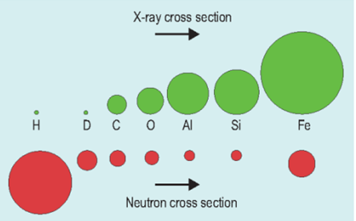 X-ray cross section
H D C O Al Si Fe
Neutron cross section